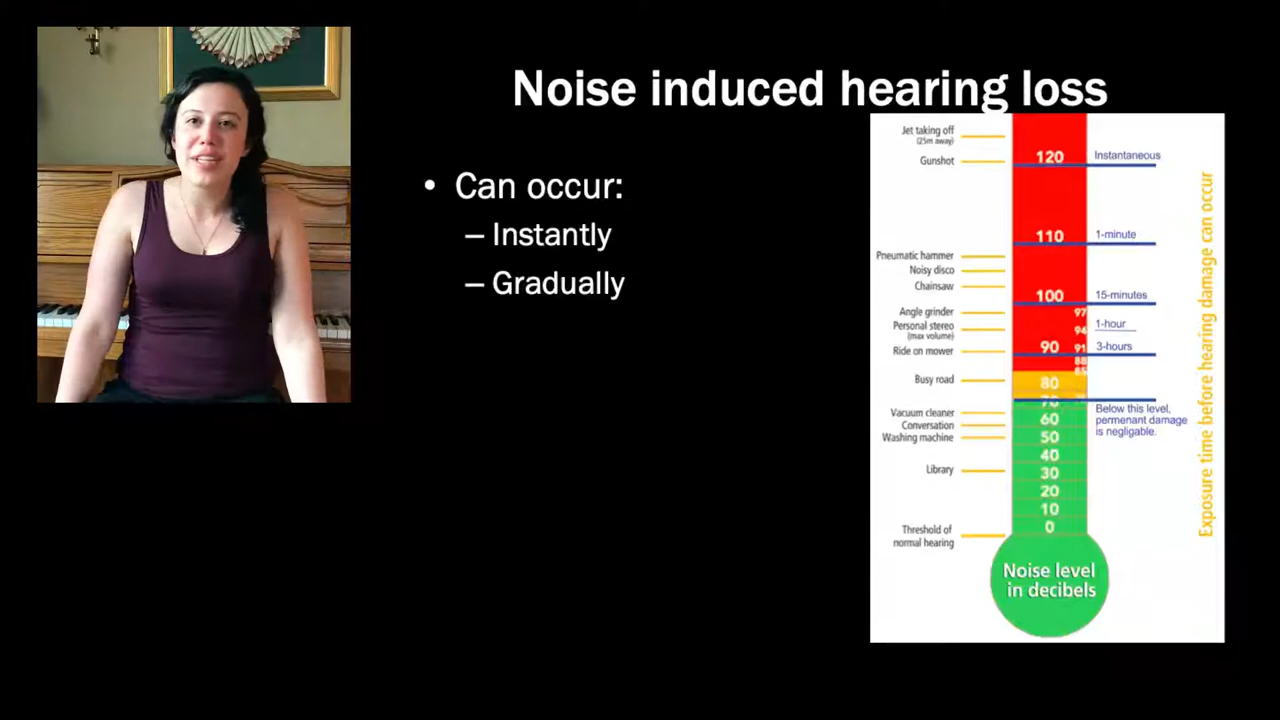 Noise induced hearing loss
• Can occur:
– Instantly
– Gradually
Jet taking off
(25m away)
Gunshot
Pneumatic hammer
Noisy disco
Chainsaw
Angle grinder
Personal stereo
(max volume)
Ride on mower
Busy road
Vacuum cleaner
Conversation
Washing machine
Library
Threshold of
normal hearing
120
110
100
97
94
91
90
88
85
80
70
60
50
40
30
20
10
0
Noise level
in decibels
Instantaneous
1-minute
15-minutes
1-hour
3-hours
Below this level,
permenant damage
is negligable.
Exposure time before hearing damage can occur